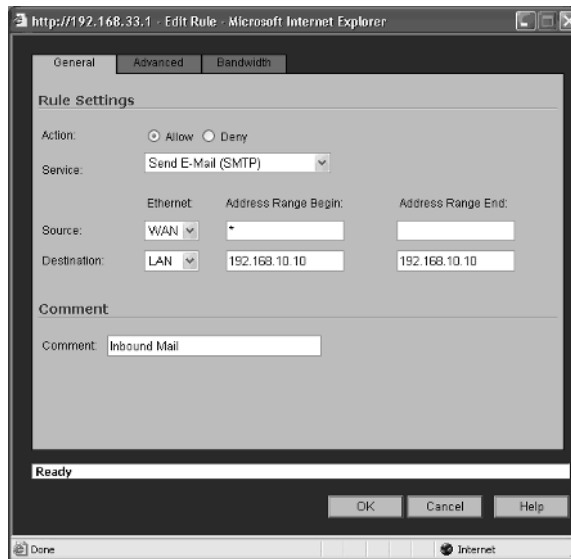 http://192.168.33.1 - Edit Rule - Microsoft Internet Explorer
General Advanced Bandwidth
Rule Settings
Action: Allow Deny
Service: Send E-Mail (SMTP)
Ethernet: Address Range Begin: Address Range End:
Source: WAN *
Destination: LAN 192.168.10.10 192.168.10.10
Comment
Comment: Inbound Mail
Ready
OK Cancel Help
Done Internet